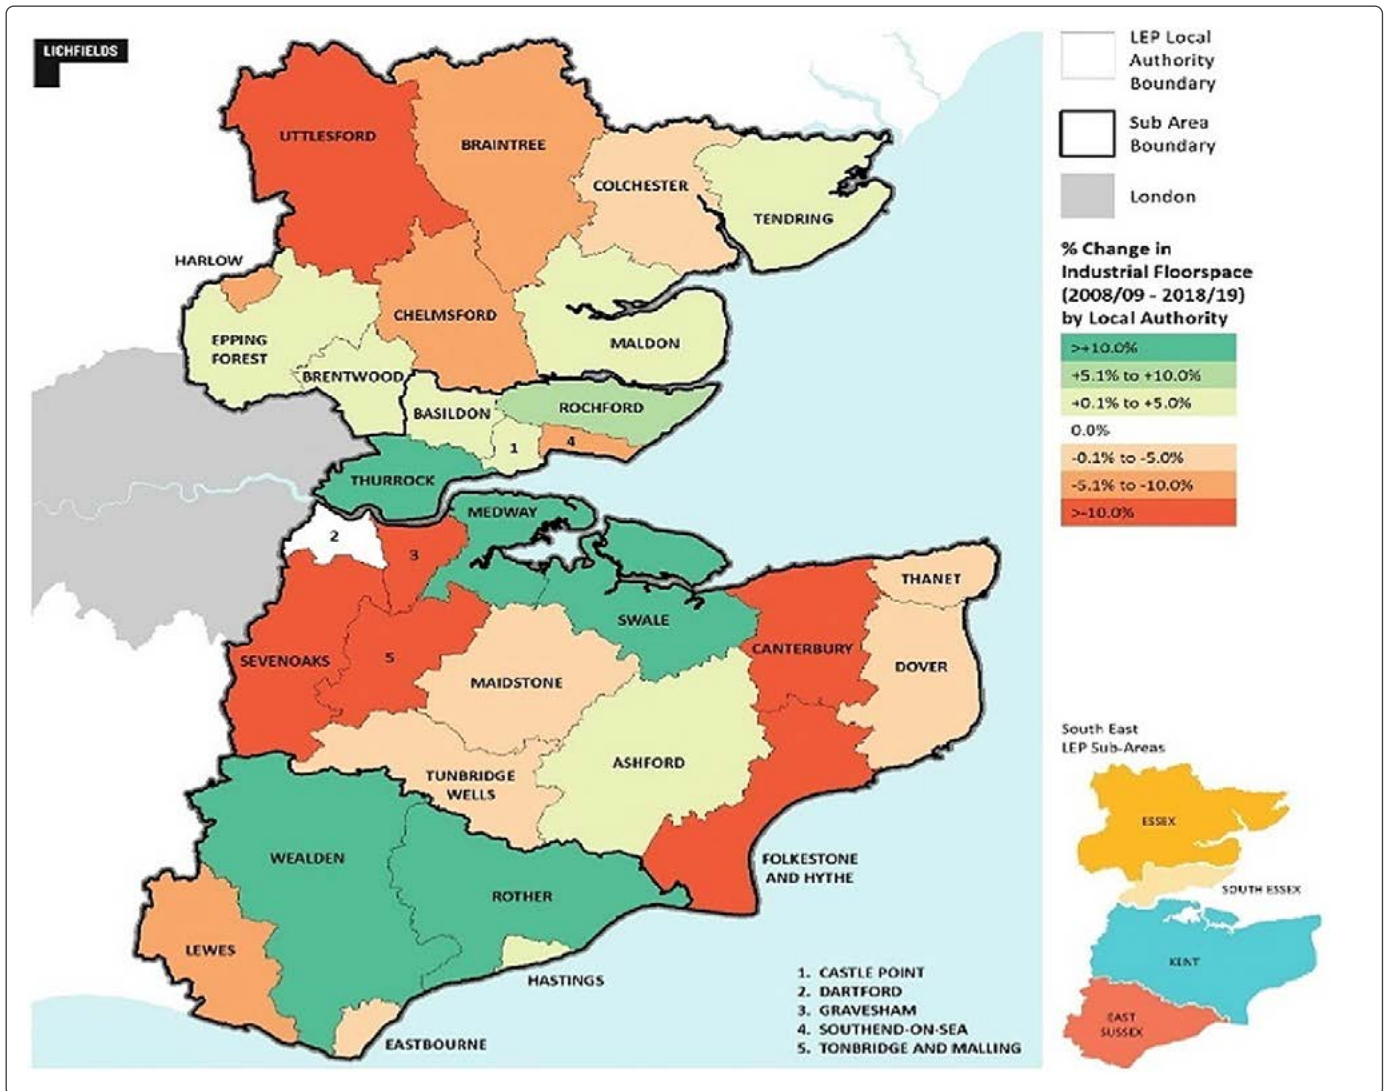 LICHFIELDS
UTTLESFORD
BRAINTREE
COLCHESTER
TENDRING
HARLOW
CHELMSFORD
EPPING
FOREST
MALDON
BRENTWOOD
BASILDON
ROCHFORD
1
4
THURROCK
MEDWAY
2
3
THANET
SWALE
CANTERBURY
SEVENOAKS
5
DOVER
MAIDSTONE
ASHFORD
TUNBRIDGE
WELLS
WEALDEN
FOLKESTONE
AND HYTHE
ROTHER
LEWES
HASTINGS
EASTBOURNE
1. CASTLE POINT
2. DARTFORD
3. GRAVESHAM
4. SOUTHEND-ON-SEA
5. TONBRIDGE AND MALLING
LEP Local
Authority
Boundary
Sub Area
Boundary
London
% Change in
Industrial Floorspace
(2008/09 - 2018/19)
by Local Authority
>+10.0%
+5.1% to +10.0%
+0.1% to +5.0%
0.0%
-0.1% to -5.0%
-5.1% to -10.0%
>-10.0%
South East
LEP Sub-Areas
ESSEX
SOUTH ESSEX
KENT
EAST
SUSSEX